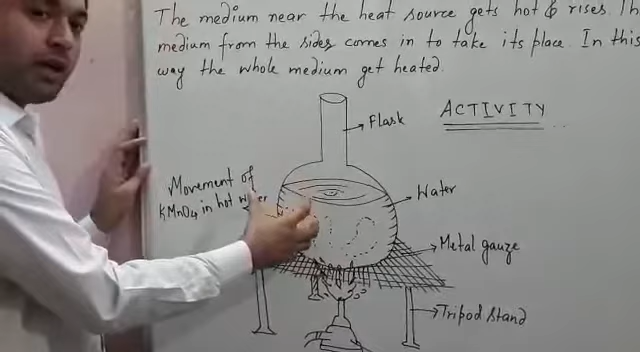 The medium near the heat source gets hot & rises. Th
medium from the sides comes in to take its place. In this
way the whole medium get heated.
ACTIVITY
Flask
Movement of
KMnO4 in hot water
Water
Metal gauze
Tripod stand